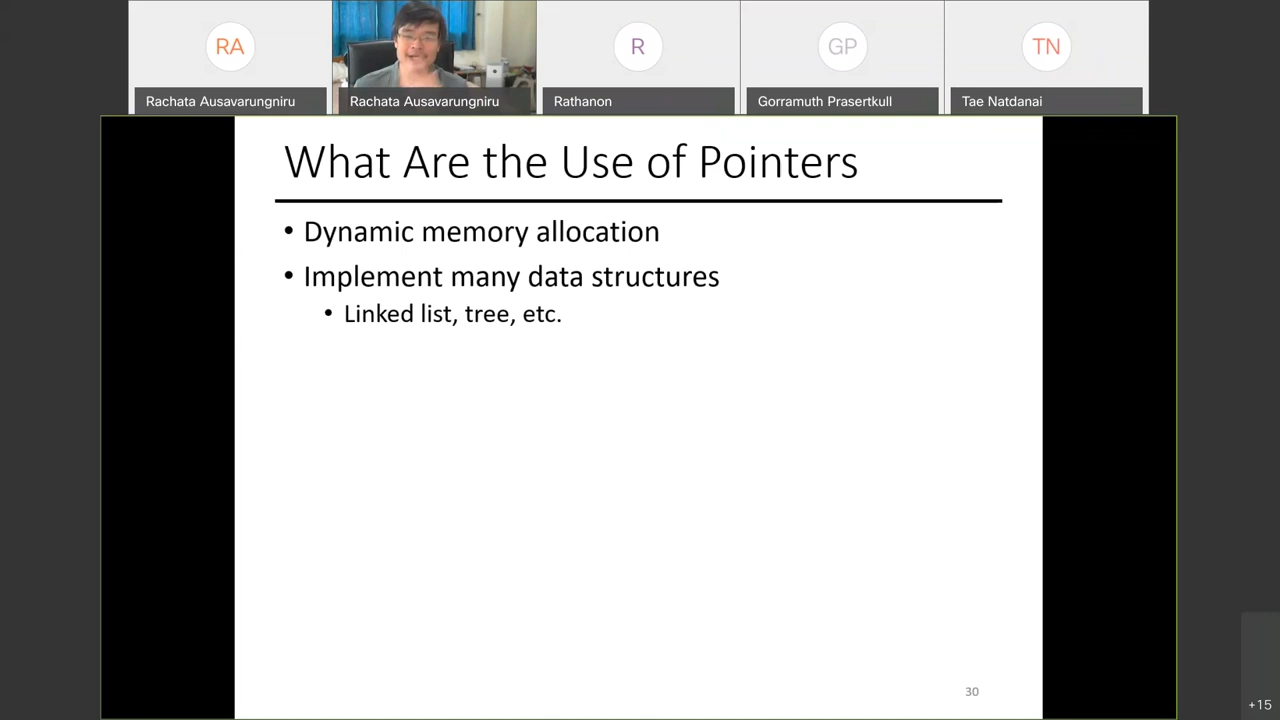 RA
R
GP
TN
Rachata Ausavarungniru
Rachata Ausavarungniru
Rathanon
Gorramuth Prasertkull
Tae Natdanai
What Are the Use of Pointers
• Dynamic memory allocation
• Implement many data structures
• Linked list, tree, etc.
30
+15